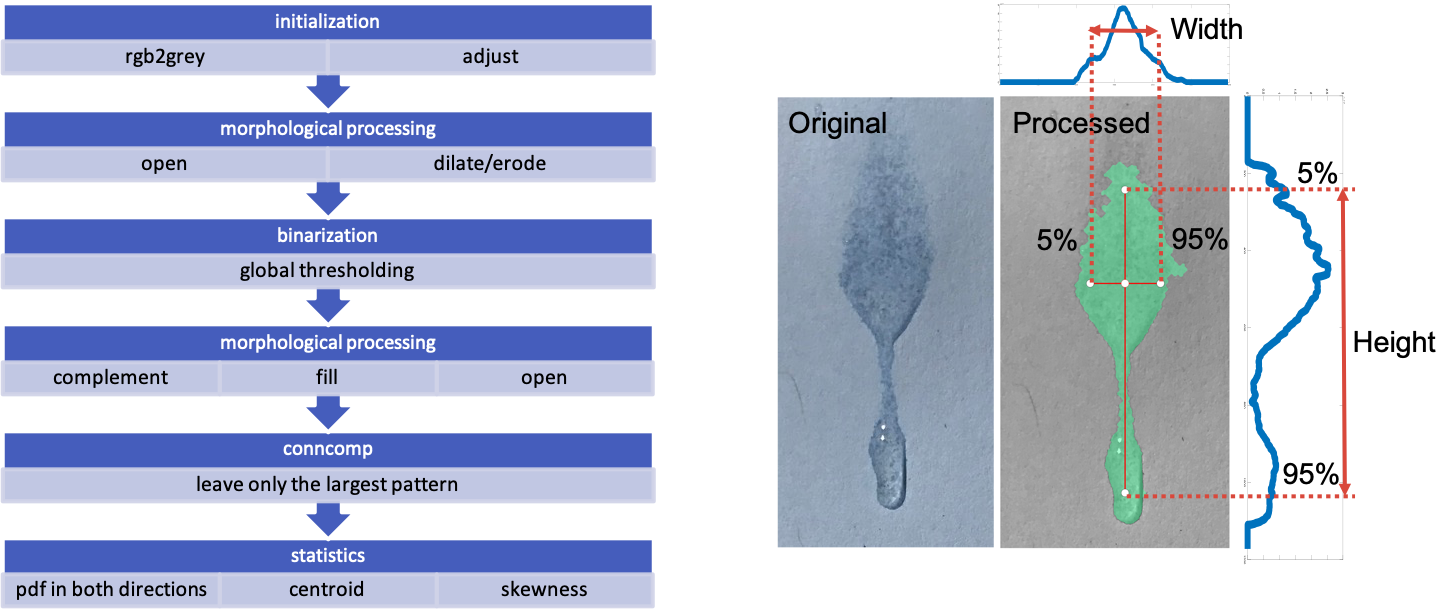 initialization
rgb2grey adjust
morphological processing
open dilate/erode
binarization
global thresholding
morphological processing
complement fill open
conncomp
leave only the largest pattern
statistics
pdf in both directions centroid skewness
Width
Original
Processed
5%
5% 95%
Height
95%